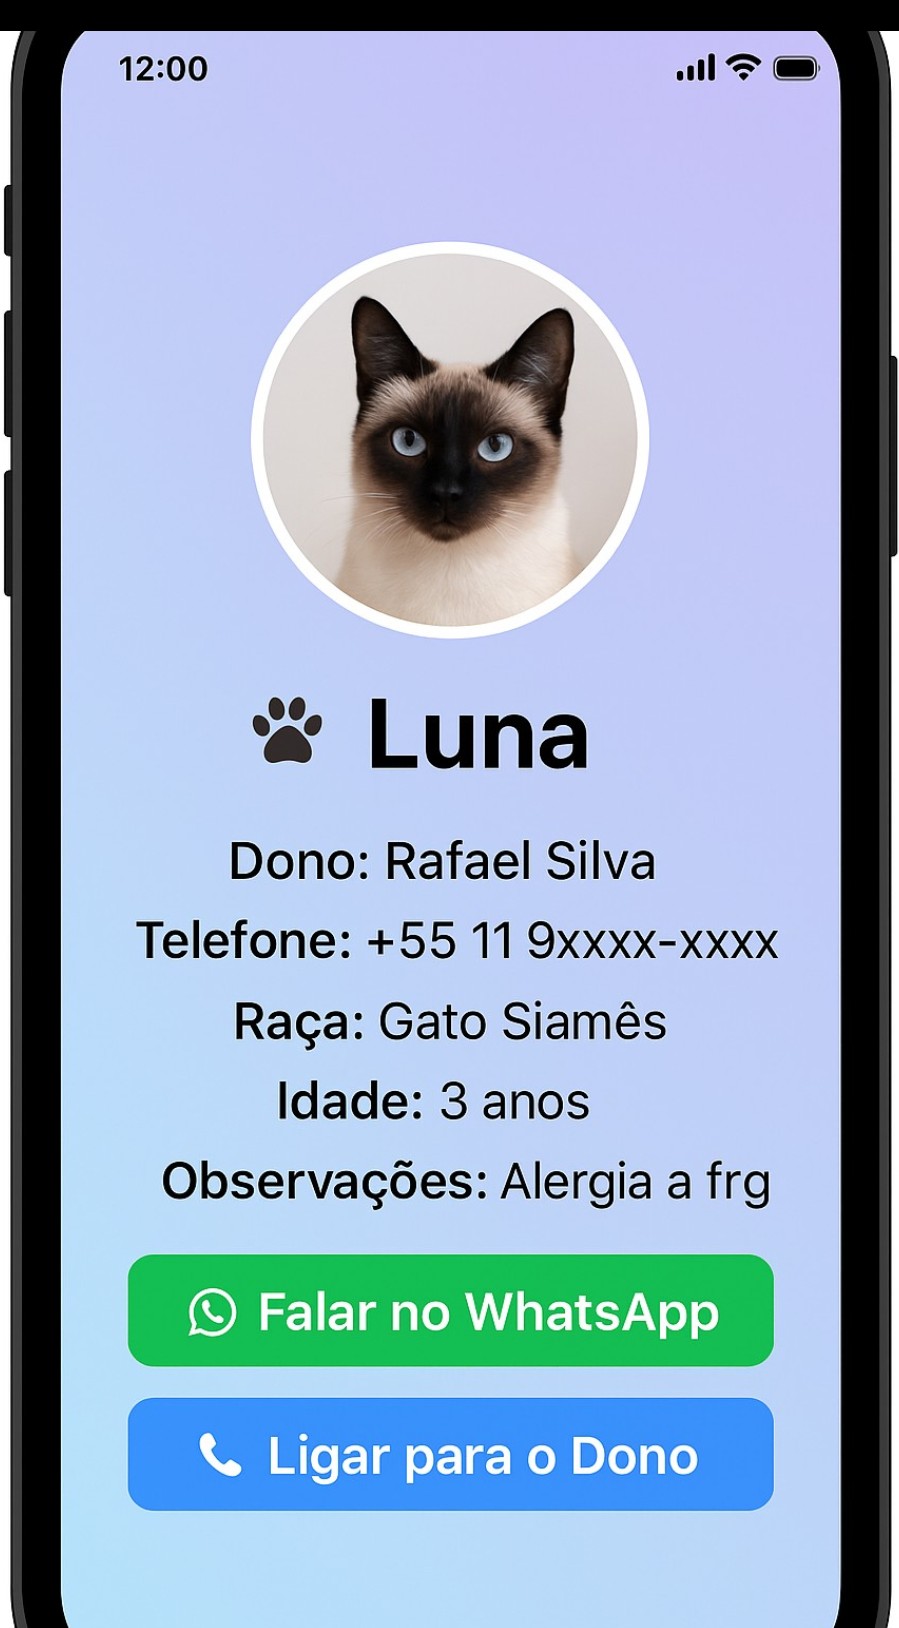 12:00
Luna
Dono: Rafael Silva
Telefone: +55 11 9xxxx-xxxx
Raça: Gato Siamês
Idade: 3 anos
Observações: Alergia a frg
Falar no WhatsApp
Ligar para o Dono